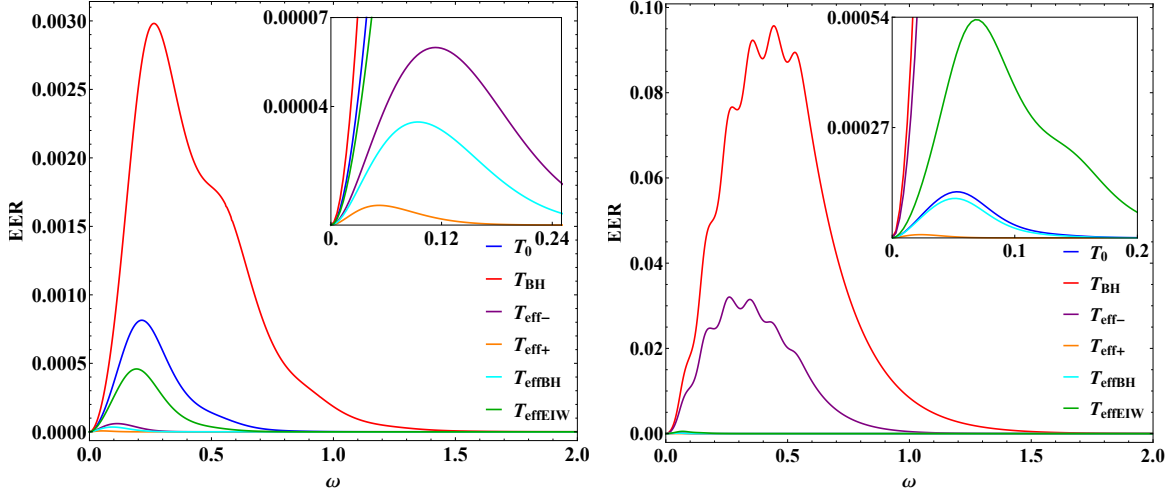 EER
0.0030
0.0025
0.0020
0.0015
0.0010
0.0005
0.0000
0.0 0.5 1.0 1.5 2.0
ω
0.00007
0.00004
0. 0.12 0.24
T0
TBH
Teff−
Teff+
TeffBH
TeffEIW
EER
0.10
0.08
0.06
0.04
0.02
0.00
0.0 0.5 1.0 1.5 2.0
ω
0.00054
0.00027
0. 0.1 0.2
T0
TBH
Teff−
Teff+
TeffBH
TeffEIW